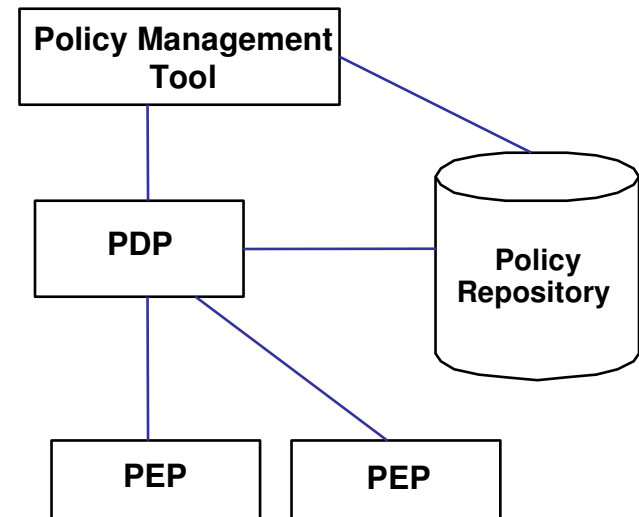 Policy Management
Tool
PDP
Policy
Repository
PEP
PEP